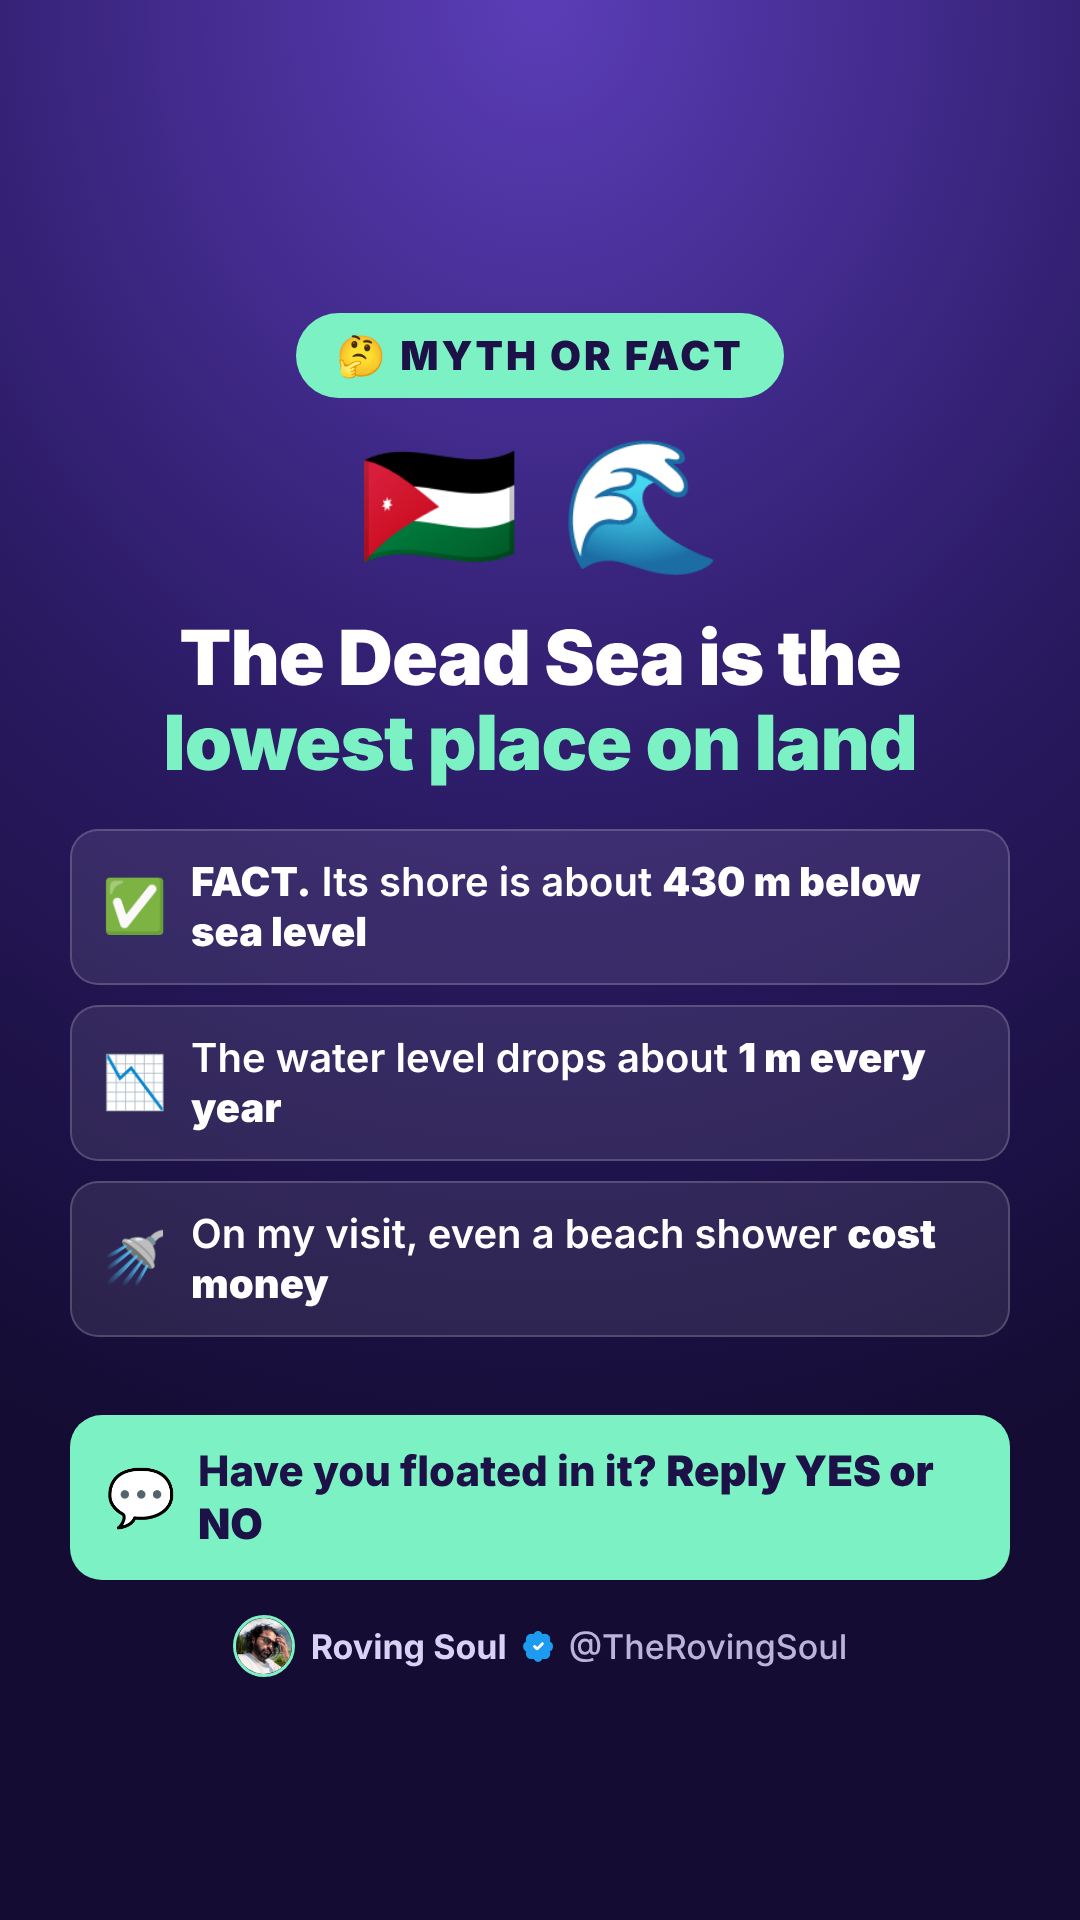 🤔 MYTH OR FACT
The Dead Sea is the
lowest place on land
FACT. Its shore is about 430 m below
sea level
The water level drops about 1 m every
year
On my visit, even a beach shower cost
money
Have you floated in it? Reply YES or
NO
Roving Soul @TheRovingSoul